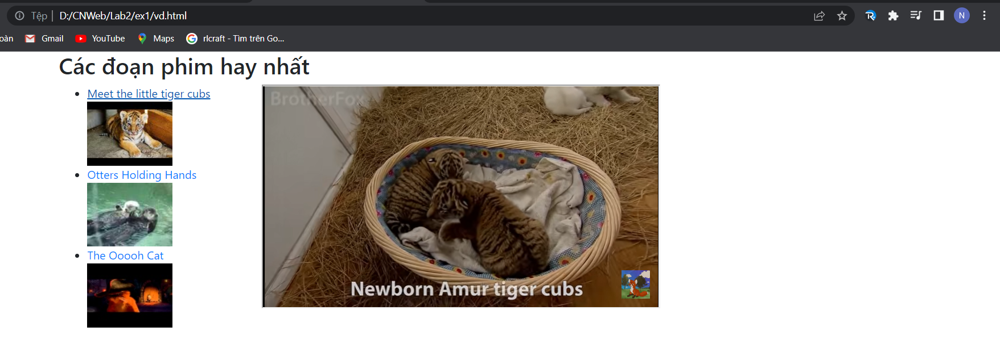 Tệp | D:/CNWeb/Lab2/ex1/vd.html
N
oàn Gmail YouTube Maps rlcraft - Tìm trên Go...
Các đoạn phim hay nhất
Meet the little tiger cubs
Otters Holding Hands
The Ooooh Cat
BrotherFox
Newborn Amur tiger cubs